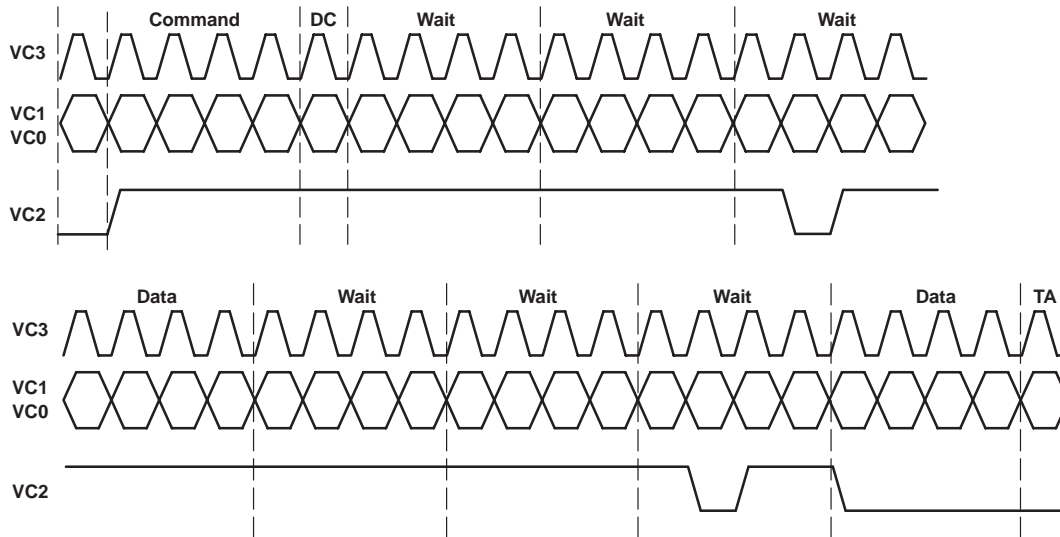 Command DC Wait Wait Wait
VC3
VC1
VC0
VC2
Data Wait Wait Wait Data TA
VC3
VC1
VC0
VC2